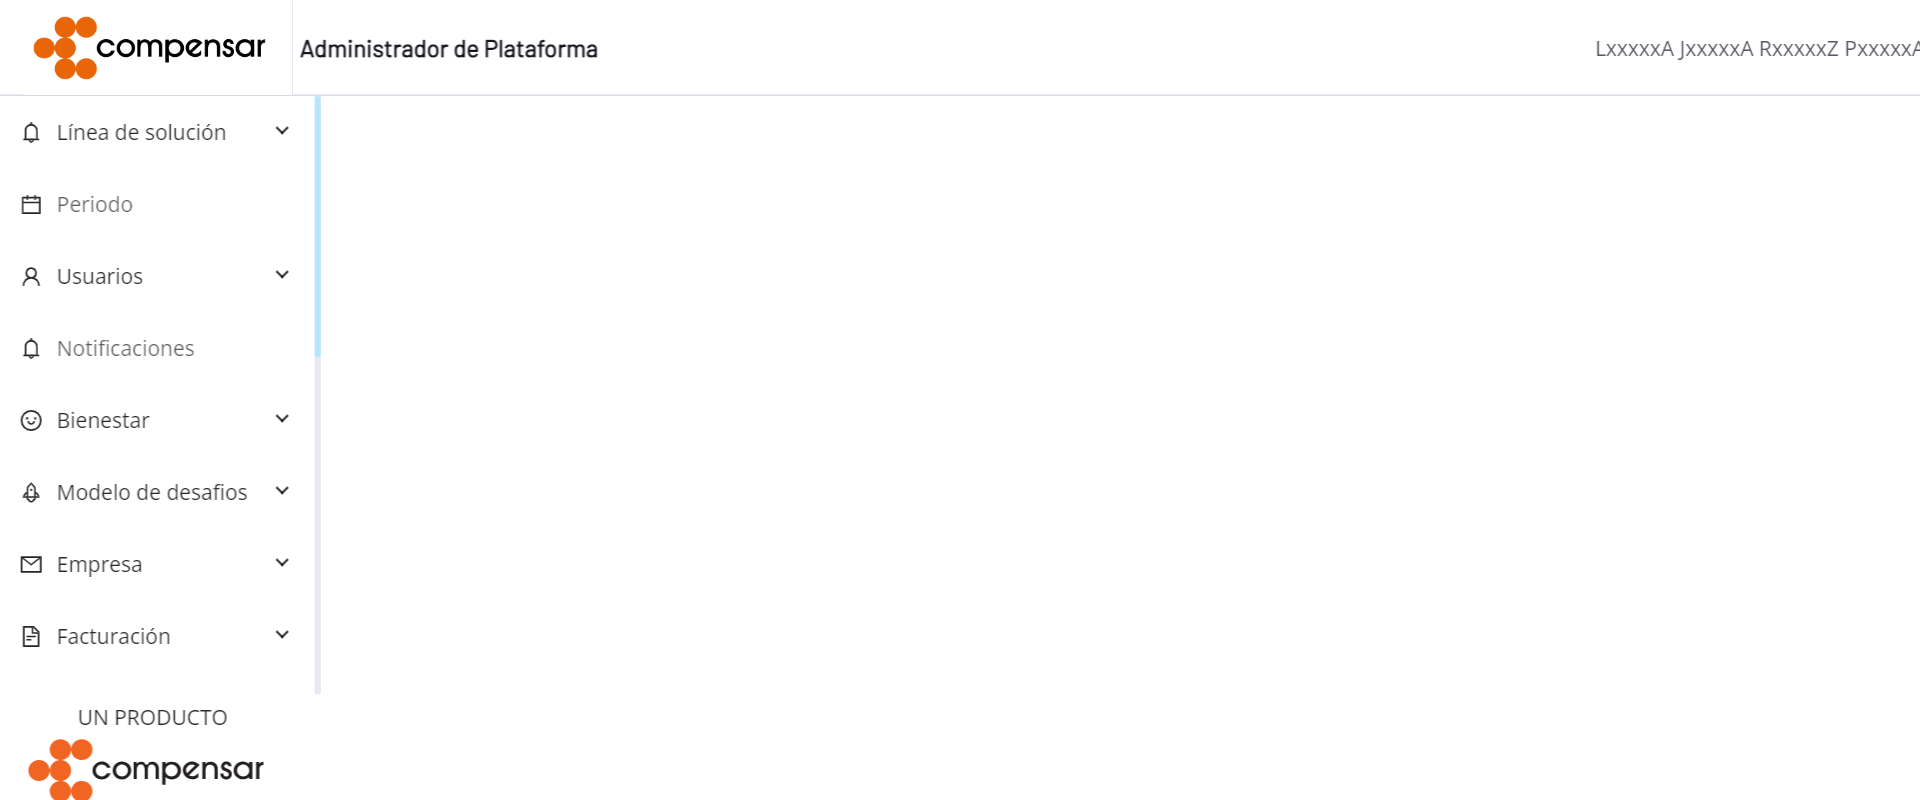 compensar
Administrador de Plataforma
LxxxxxA JxxxxxA RxxxxxZ PxxxxxA
Línea de solución
Periodo
Usuarios
Notificaciones
Bienestar
Modelo de desafios
Empresa
Facturación
UN PRODUCTO
compensar